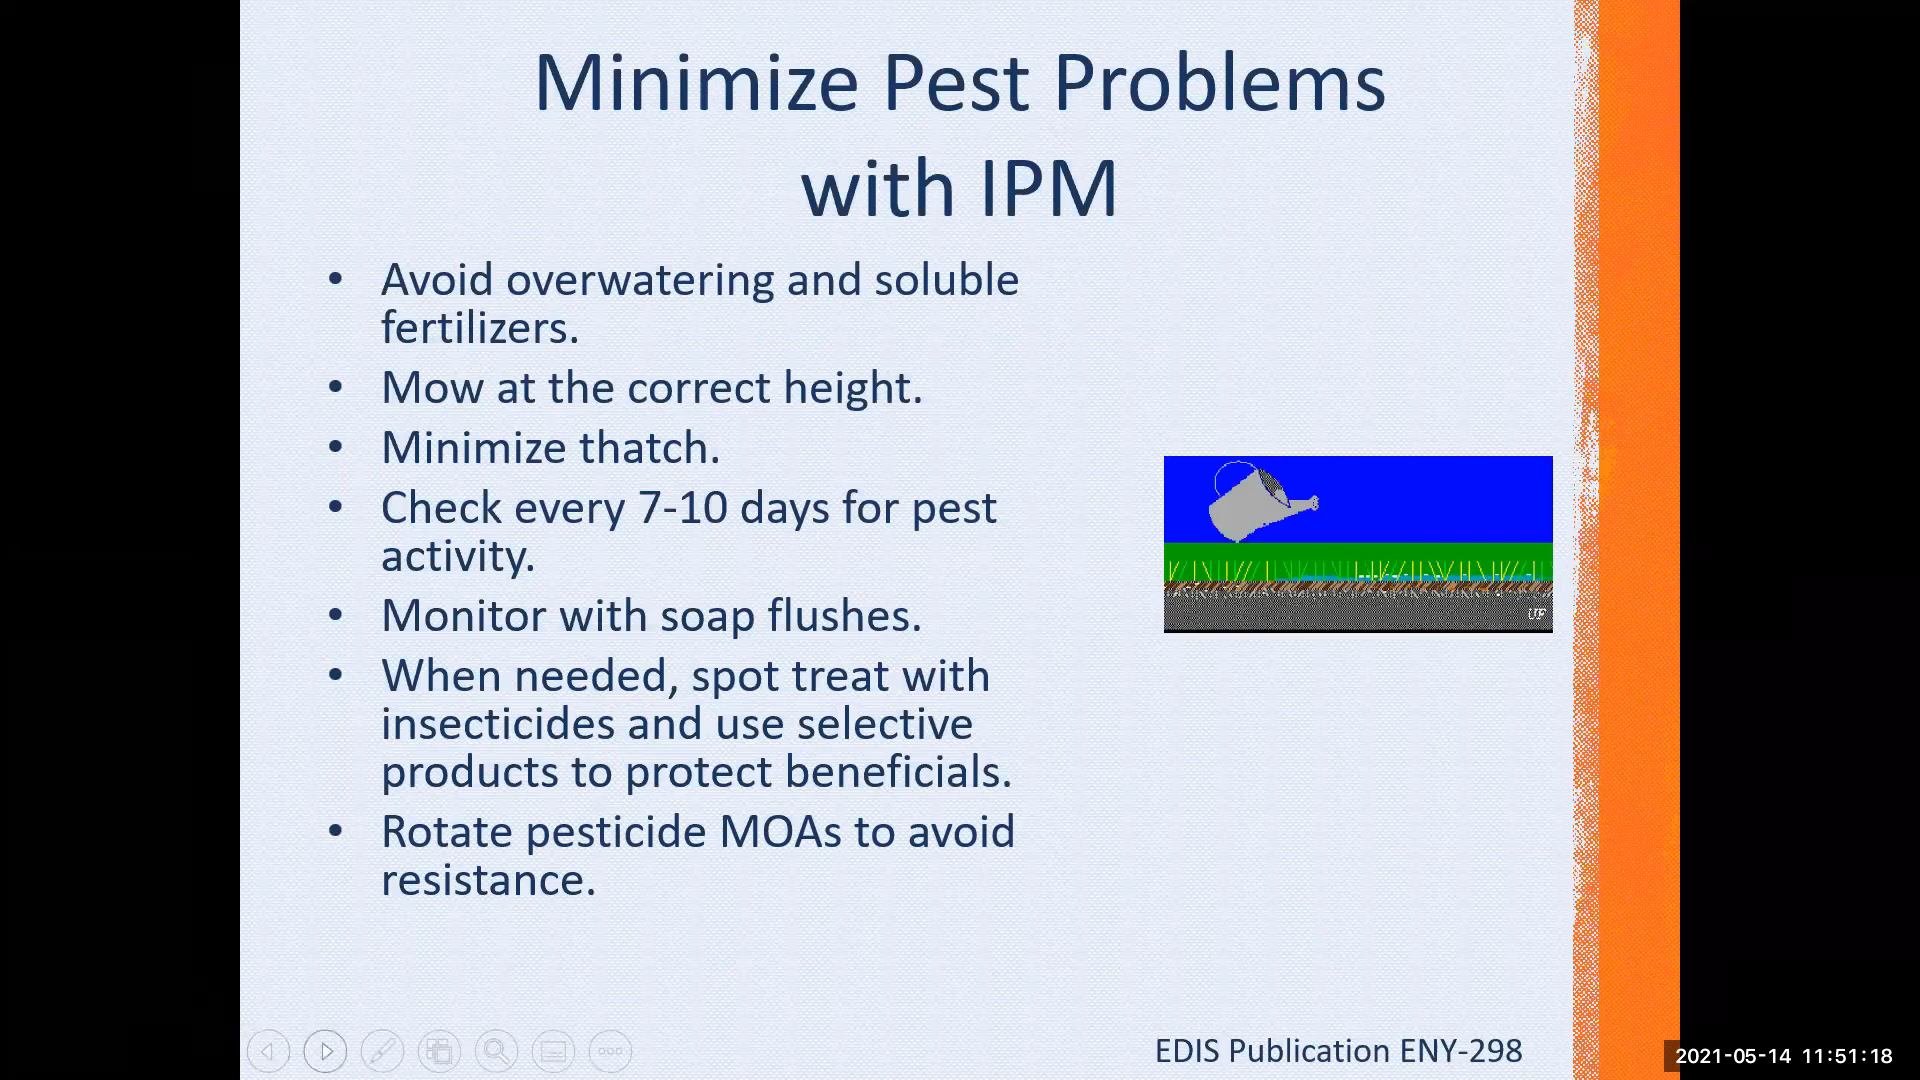 Minimize Pest Problems
with IPM
• Avoid overwatering and soluble
fertilizers.
• Mow at the correct height.
• Minimize thatch.
• Check every 7-10 days for pest
activity.
• Monitor with soap flushes.
• When needed, spot treat with
insecticides and use selective
products to protect beneficials.
• Rotate pesticide MOAs to avoid
resistance.
UF
EDIS Publication ENY-298
2021-05-14 11:51:18